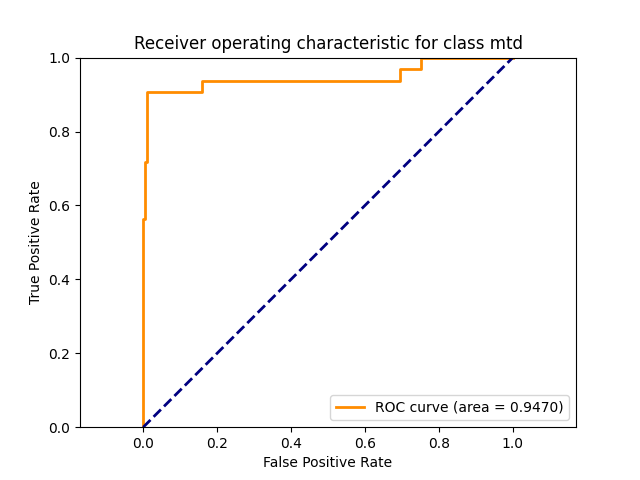 Receiver operating characteristic for class mtd
1.0
0.8
0.6
0.4
0.2
0.0
True Positive Rate
0.0 0.2 0.4 0.6 0.8 1.0
False Positive Rate
ROC curve (area = 0.9470)